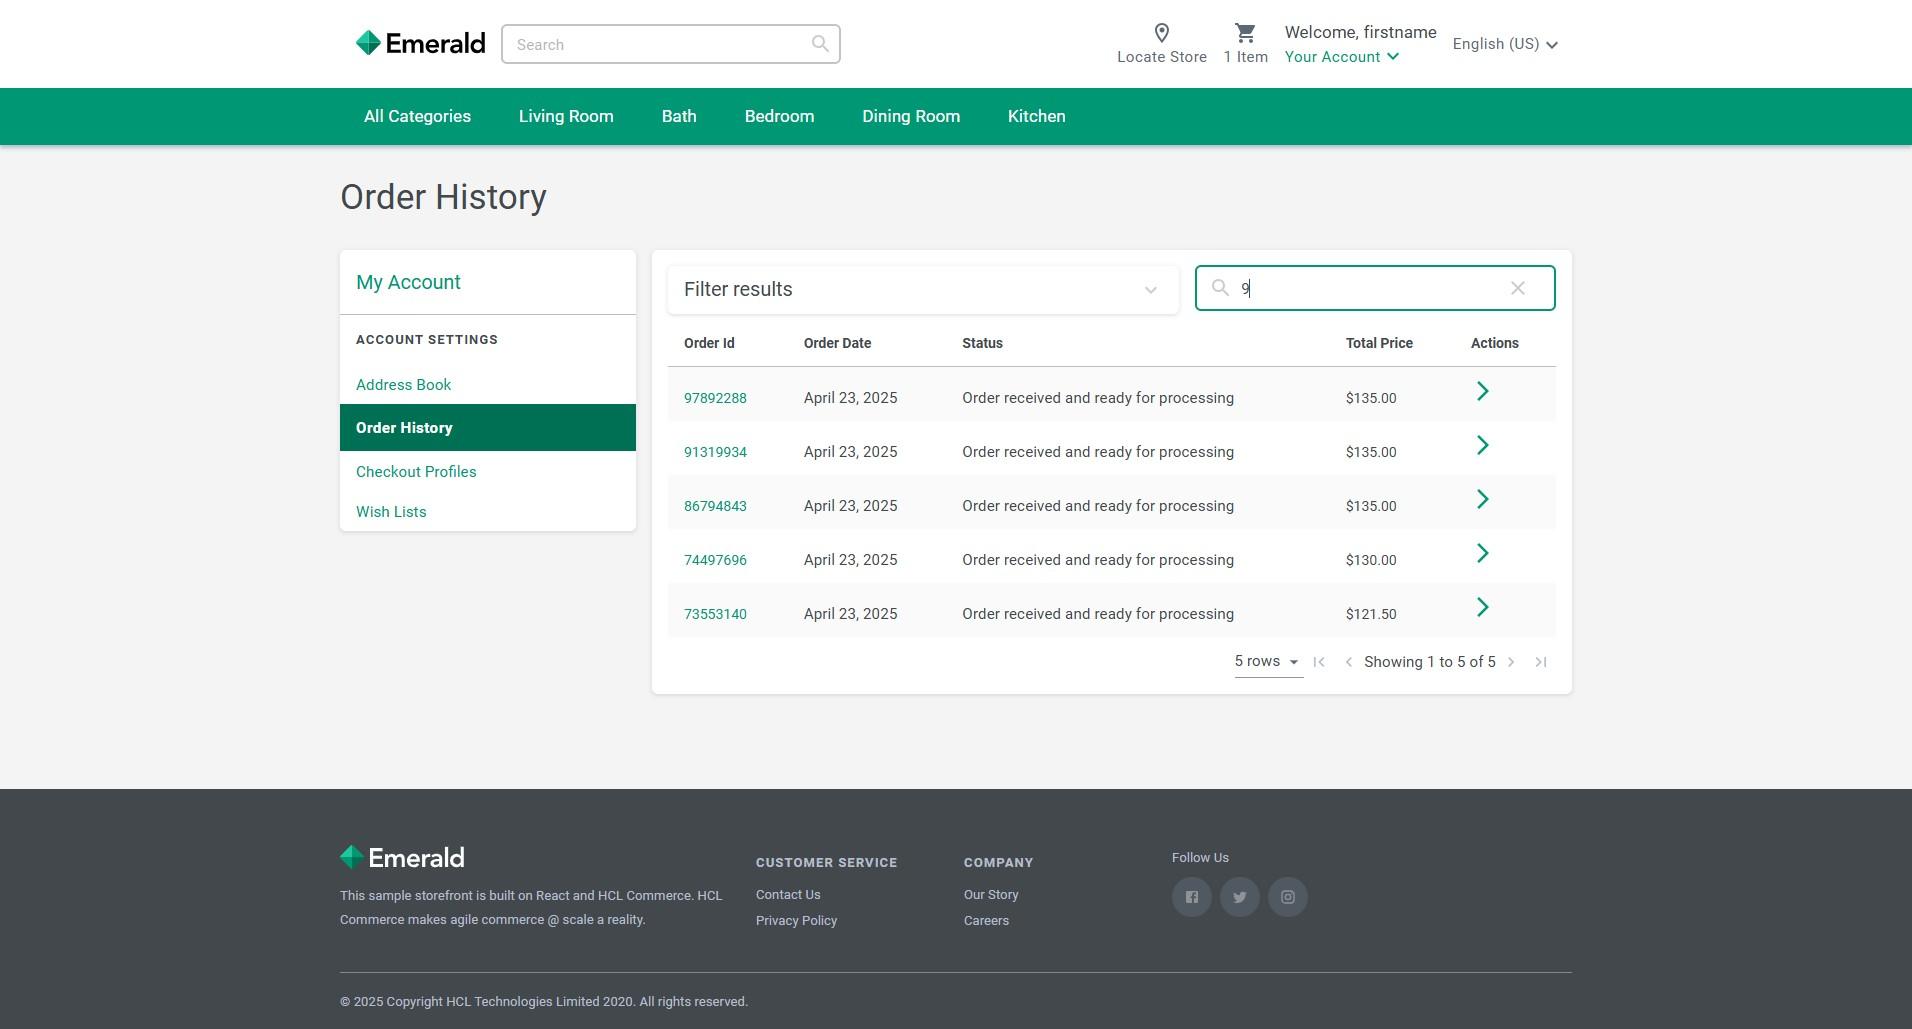 Emerald
Search
Locate Store
1 Item
Welcome, firstname
Your Account
English (US)
All Categories
Living Room
Bath
Bedroom
Dining Room
Kitchen
Order History
My Account
ACCOUNT SETTINGS
Address Book
Order History
Checkout Profiles
Wish Lists
Filter results
9
Order Id Order Date Status Total Price Actions
97892288 April 23, 2025 Order received and ready for processing $135.00
91319934 April 23, 2025 Order received and ready for processing $135.00
86794843 April 23, 2025 Order received and ready for processing $135.00
74497696 April 23, 2025 Order received and ready for processing $130.00
73553140 April 23, 2025 Order received and ready for processing $121.50
5 rows
Showing 1 to 5 of 5
Emerald
This sample storefront is built on React and HCL Commerce. HCL
Commerce makes agile commerce @ scale a reality.
CUSTOMER SERVICE
Contact Us
Privacy Policy
COMPANY
Our Story
Careers
Follow Us
© 2025 Copyright HCL Technologies Limited 2020. All rights reserved.